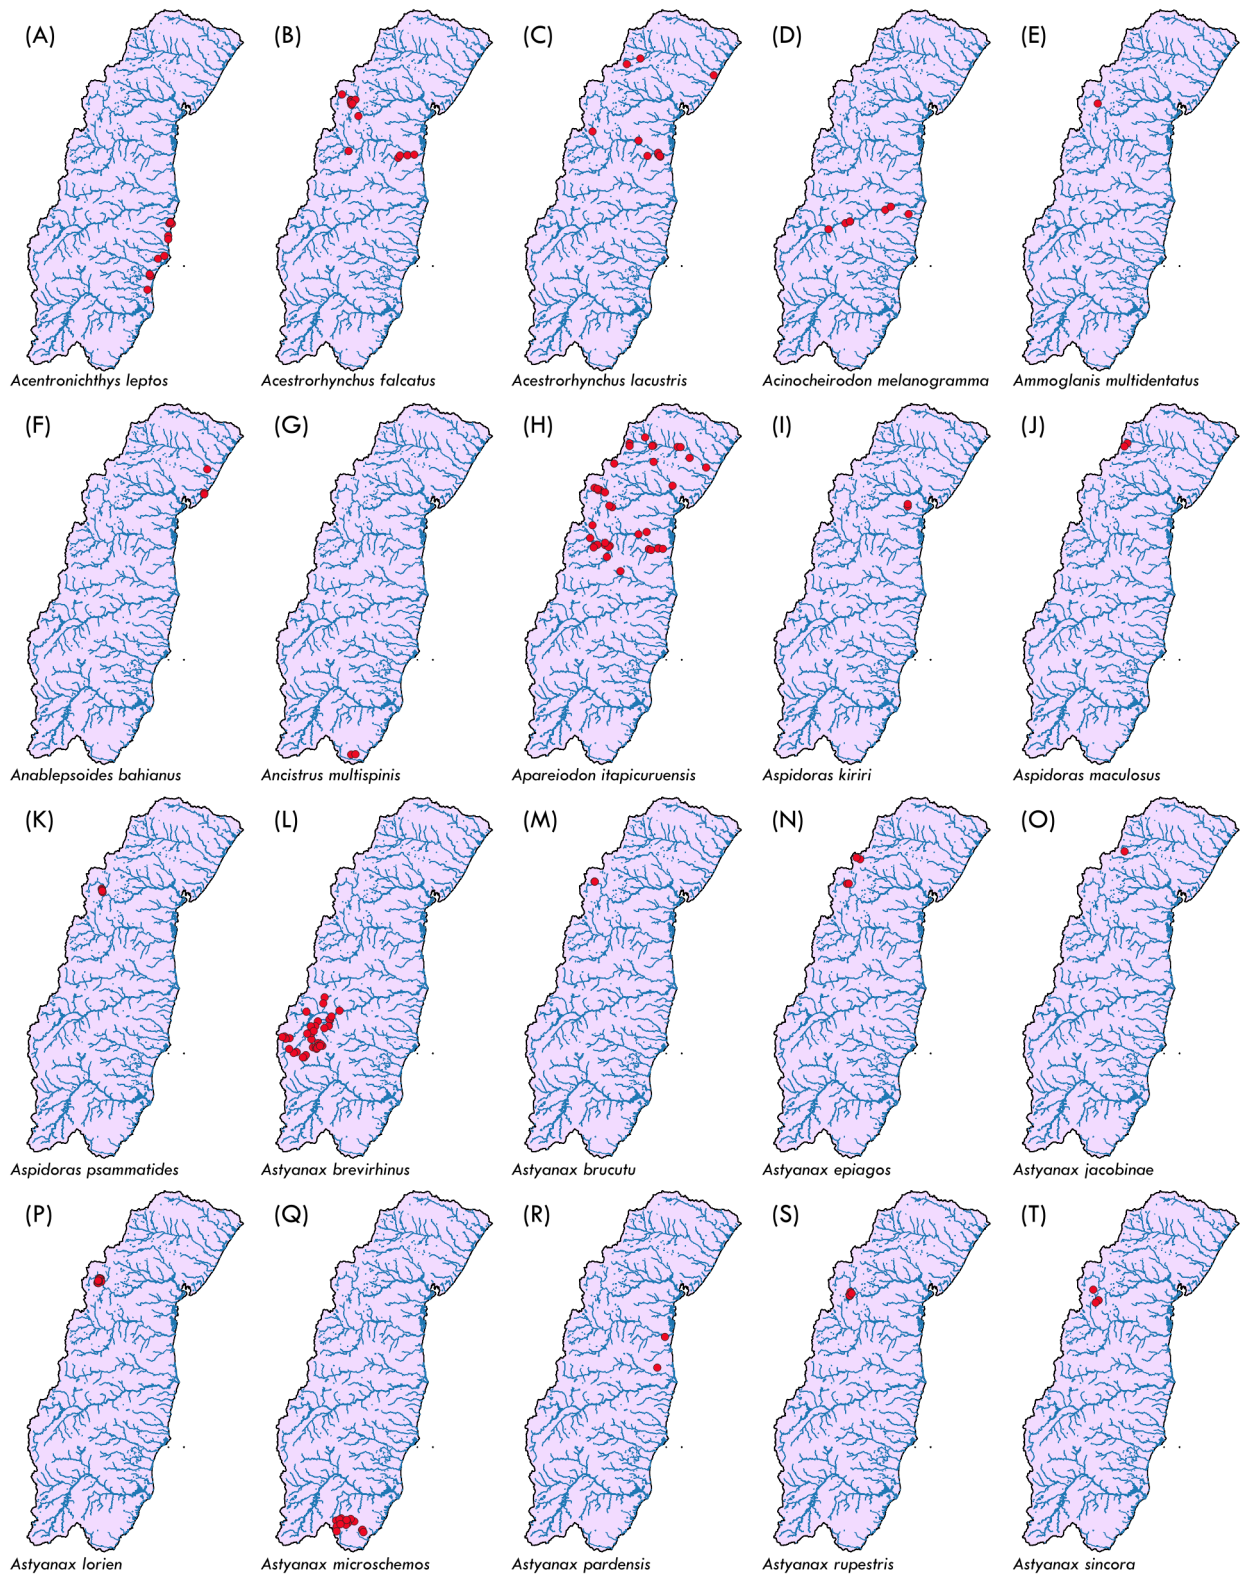 (A) (B) (C) (D) (E)
Acentronichthys leptos Acestrorhynchus falcatus Acestrorhynchus lacustris Acinocheirodon melanogramma Ammoglanis multidentatus
(F) (G) (H) (I) (J)
Anablepsoides bahianus Ancistrus multispinis Apareiodon itapicuruensis Aspidoras kiriri Aspidoras maculosus
(K) (L) (M) (N) (O)
Aspidoras psammatides Astyanax brevirhinus Astyanax brucutu Astyanax epiagos Astyanax jacobinae
(P) (Q) (R) (S) (T)
Astyanax lorien Astyanax microschemos Astyanax pardensis Astyanax rupestris Astyanax sincora